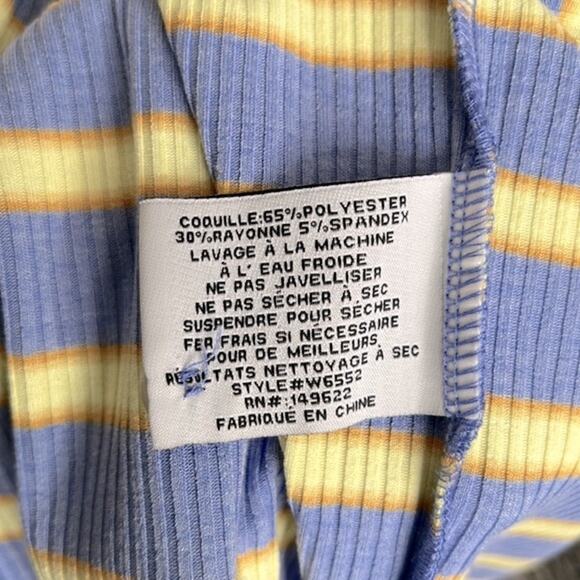 COQUILLE:65%POLYESTER
30%RAYONNE 5%SPANDEX
LAVAGE À LA MACHINE
À L' EAU FROIDE
NE PAS JAVELLISER
NE PAS SÉCHER À SEC
SUSPENDRE POUR SÉCHER
FER FRAIS SI NÉCESSAIRE
POUR DE MEILLEURS
RÉSULTATS NETTOYAGE À SEC
STYLE#W6552
RN#:149622
FABRIQUÉ EN CHINE